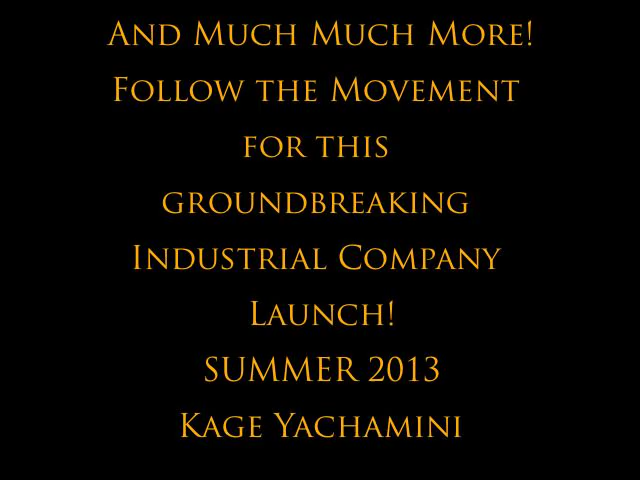 And Much Much More!
Follow the Movement
for this
groundbreaking
Industrial Company
Launch!
SUMMER 2013
Kage Yachamini